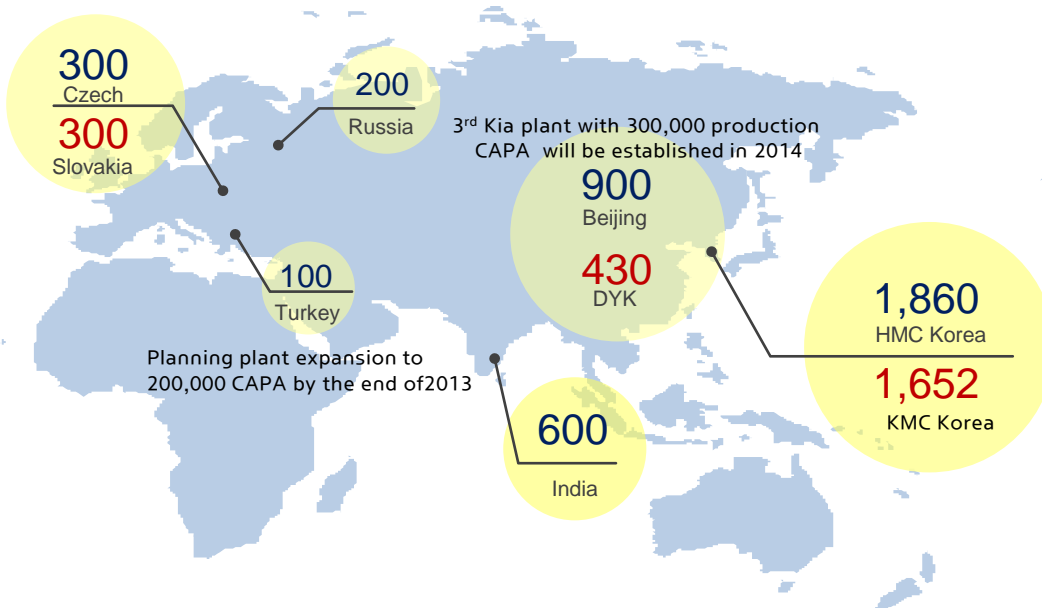 300
Czech
300
Slovakia
200
Russia
3rd Kia plant with 300,000 production
CAPA will be established in 2014
900
Beijing
430
DYK
100
Turkey
Planning plant expansion to
200,000 CAPA by the end of2013
600
India
1,860
HMC Korea
1,652
KMC Korea